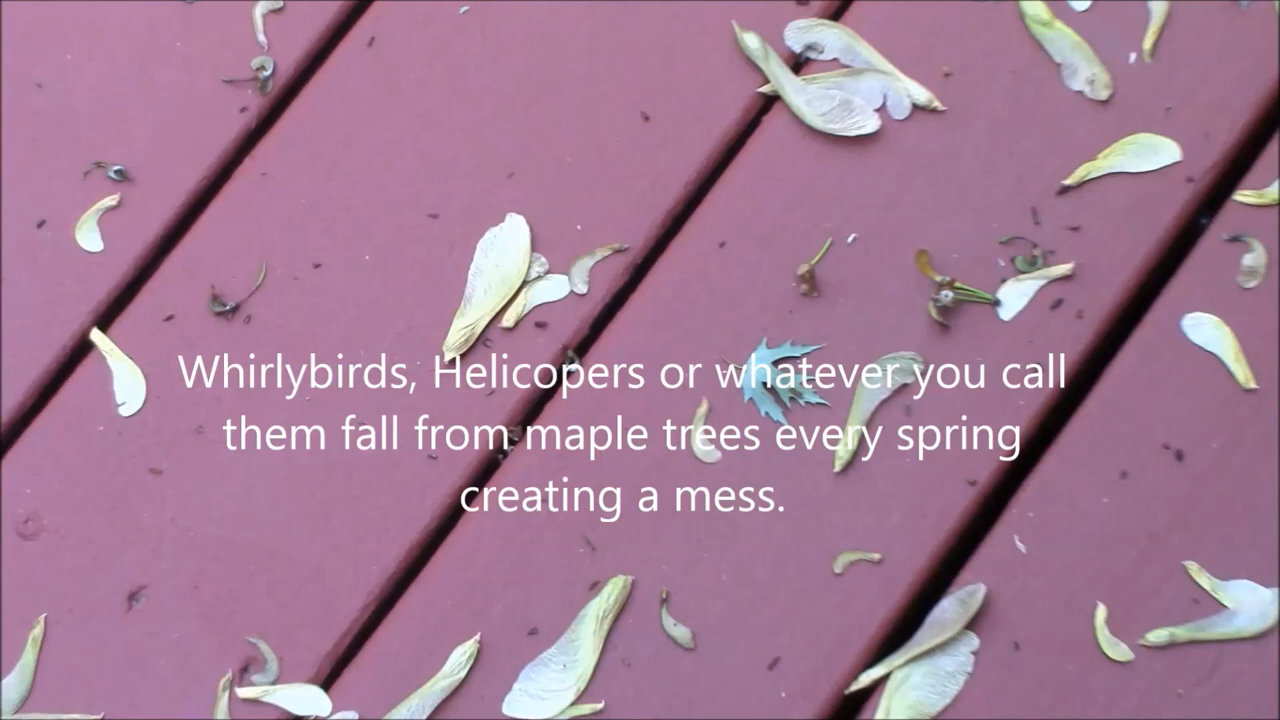 Whirlybirds, Helicopers or whatever you call
them fall from maple trees every spring
creating a mess.